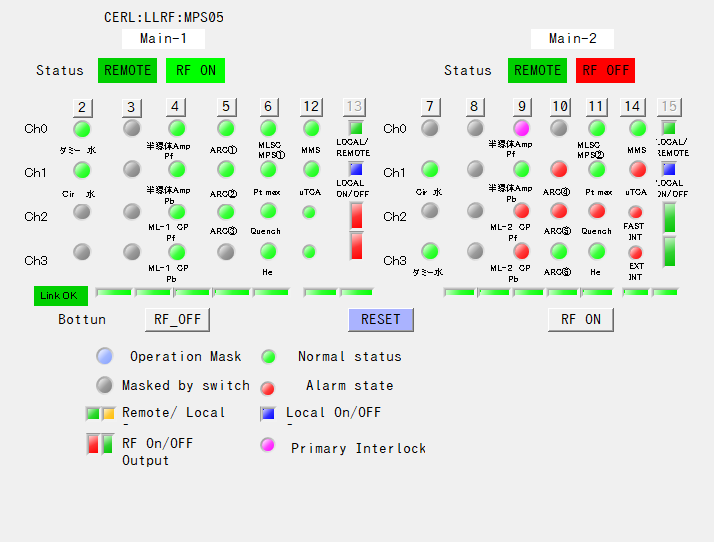 CERL:LLRF:MPS05
Main-1 Main-2
Status REMOTE RF ON Status REMOTE RF OFF
2 3 4 5 6 12 13 7 8 9 10 11 14 15
Ch0 Ch0
ダミー 水 半導体Amp Pf ARC① MLSC MPS① MMS LOCAL/ REMOTE 半導体Amp Pf MLSC MPS② MMS LOCAL/ REMOTE
Ch1 Ch1
Cir 水 半導体Amp Pb ARC② Pt max uTCA LOCAL ON/OFF Cir 水 半導体Amp Pb ARC④ Pt max uTCA LOCAL ON/OFF
Ch2 Ch2
ML-1 CP Pf ARC③ Quench ML-2 CP Pf ARC⑤ Quench FAST INT
Ch3 Ch3
ML-1 CP Pb He ダミー水 ML-2 CP Pb ARC⑥ He EXT INT
Link OK
Bottun RF_OFF RESET RF ON
Operation Mask Normal status
Masked by switch Alarm state
Remote/ Local Local On/OFF
RF On/OFF
Output Primary Interlock